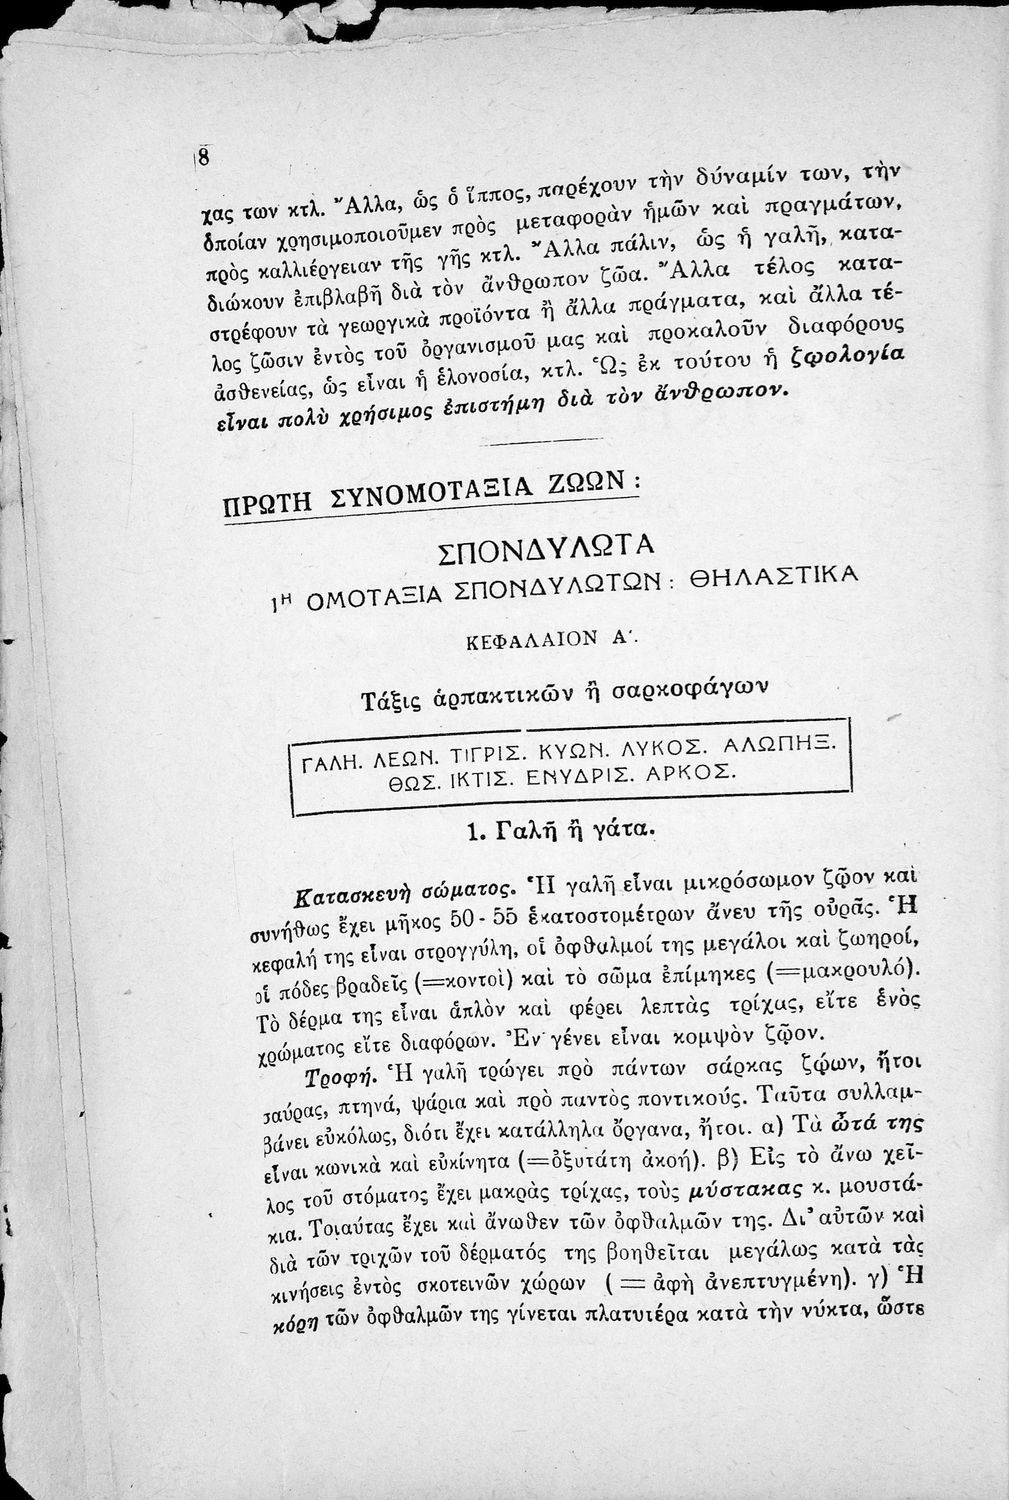 8
χας των κτλ. Ἄλλα, ὡς ὁ ἵππος, παρέχουν τὴν δύναμίν των, τὴν
ὁποίαν χρησιμοποιοῦμεν πρὸς μεταφορὰν ἡμῶν καὶ πραγμάτων,
πρὸς καλλιέργειαν τῆς γῆς κτλ. Ἄλλα πάλιν, ὡς ἡ γαλῆ, κατα-
διώκουν ἐπιβλαβῆ διὰ τὸν ἄνθρωπον ζῶα. Ἄλλα τέλος κατα-
στρέφουν τὰ γεωργικὰ προϊόντα ἢ ἄλλα πράγματα, καὶ ἄλλα τέ-
λος ζῶσιν ἐντὸς τοῦ ὀργανισμοῦ μας καὶ προκαλοῦν διαφόρους
ἀσθενείας, ὡς εἶναι ἡ ἑλονοσία, κτλ. Ὡς ἐκ τούτου ἡ ζῳολογία
εἶναι πολὺ χρήσιμος ἐπιστήμη διὰ τὸν ἄνθρωπον.
ΠΡΩΤΗ ΣΥΝΟΜΟΤΑΞΙΑ ΖΩΩΝ :
ΣΠΟΝΔΥΛΩΤΑ
1Η ΟΜΟΤΑΞΙΑ ΣΠΟΝΔΥΛΩΤΩΝ : ΘΗΛΑΣΤΙΚΑ
ΚΕΦΑΛΑΙΟΝ Α΄.
Τάξις ἁρπακτικῶν ἢ σαρκοφάγων
ΓΑΛΗ. ΛΕΩΝ. ΤΙΓΡΙΣ. ΚΥΩΝ. ΛΥΚΟΣ. ΑΛΩΠΗΞ.
ΘΩΣ. ΙΚΤΙΣ. ΕΝΥΔΡΙΣ. ΑΡΚΟΣ.
1. Γαλῆ ἢ γάτα.
Κατασκευὴ σώματος. Ἡ γαλῆ εἶναι μικρόσωμον ζῷον καὶ
συνήθως ἔχει μῆκος 50 - 55 ἑκατοστομέτρων ἄνευ τῆς οὐρᾶς. Ἡ
κεφαλή της εἶναι στρογγύλη, οἱ ὀφθαλμοί της μεγάλοι καὶ ζωηροί,
οἱ πόδες βραδεῖς (=κοντοὶ) καὶ τὸ σῶμα ἐπίμηκες (=μακρουλό).
Τὸ δέρμα της εἶναι ἁπλὸν καὶ φέρει λεπτὰς τρίχας, εἴτε ἑνὸς
χρώματος εἴτε διαφόρων. Ἐν γένει εἶναι κομψὸν ζῷον.
Τροφή. Ἡ γαλῆ τρώγει πρὸ πάντων σάρκας ζῴων, ἤτοι
σαύρας, πτηνά, ψάρια καὶ πρὸ παντὸς ποντικούς. Ταῦτα συλλαμ-
βάνει εὐκόλως, διότι ἔχει κατάλληλα ὄργανα, ἤτοι. α) Τὰ ὦτά της
εἶναι κωνικὰ καὶ εὐκίνητα (=ὀξυτάτη ἀκοή). β) Εἰς τὸ ἄνω χεῖ-
λος τοῦ στόματος ἔχει μακρὰς τρίχας, τοὺς μύστακας κ. μουστά-
κια. Τοιαύτας ἔχει καὶ ἄνωθεν τῶν ὀφθαλμῶν της. Δι' αὐτῶν καὶ
διὰ τῶν τριχῶν τοῦ δέρματός της βοηθεῖται μεγάλως κατὰ τὰς
κινήσεις ἐντὸς σκοτεινῶν χώρων ( = ἀφὴ ἀνεπτυγμένη). γ) Ἡ
κόρη τῶν ὀφθαλμῶν της γίνεται πλατυτέρα κατὰ τὴν νύκτα, ὥστε